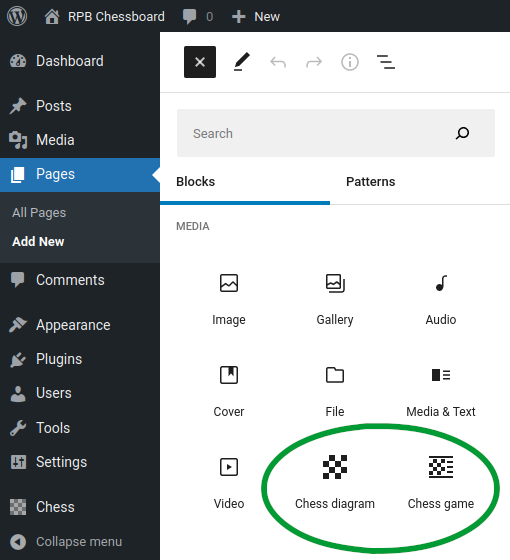 RPB Chessboard 0 New
Dashboard
Posts
Media
Pages
All Pages
Add New
Comments
Appearance
Plugins
Users
Tools
Settings
Chess
Collapse menu
Search
Blocks Patterns
MEDIA
Image Gallery Audio
Cover File Media & Text
Video Chess diagram Chess game